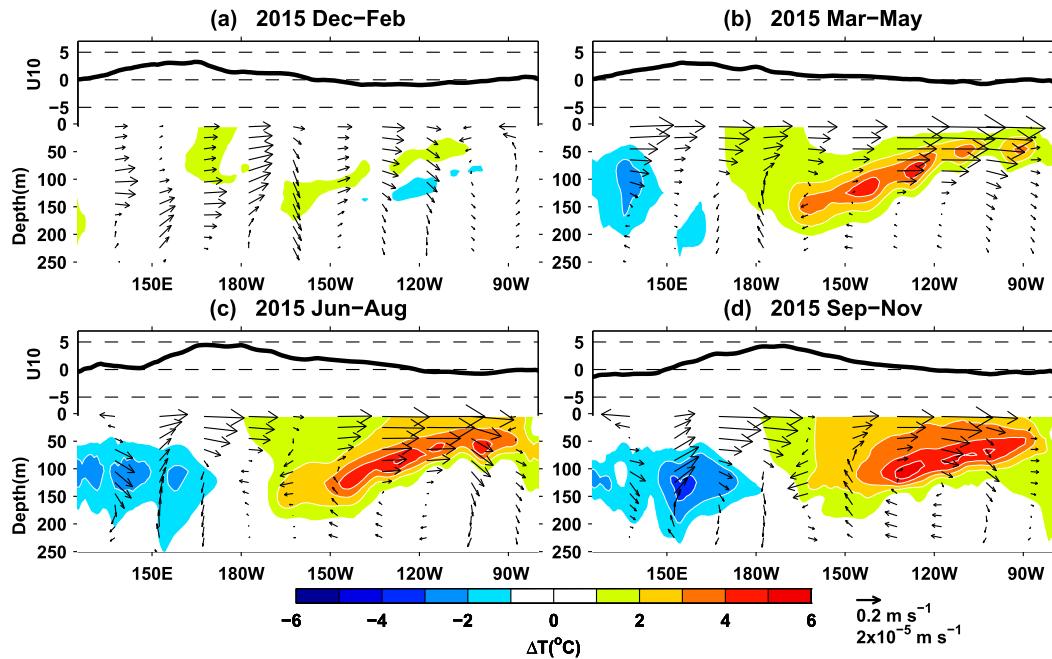 (a) 2015 Dec−Feb
(b) 2015 Mar−May
U10
5
0
−5
U10
5
0
−5
Depth(m)
0
50
100
150
200
250
150E 180W 150W 120W 90W
Depth(m)
0
50
100
150
200
250
150E 180W 150W 120W 90W
(c) 2015 Jun−Aug
(d) 2015 Sep−Nov
U10
5
0
−5
U10
5
0
−5
Depth(m)
0
50
100
150
200
250
150E 180W 150W 120W 90W
Depth(m)
0
50
100
150
200
250
150E 180W 150W 120W 90W
−6 −4 −2 0 2 4 6
ΔT(°C)
0.2 m s⁻¹
2x10⁻⁵ m s⁻¹